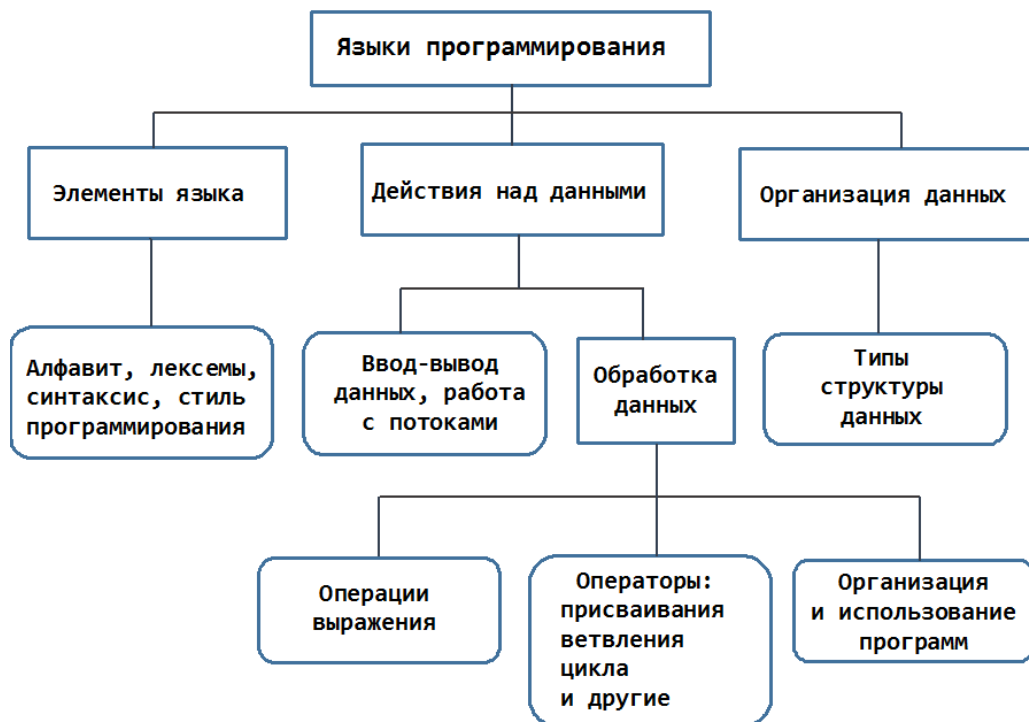 Языки программирования
Элементы языка
Действия над данными
Организация данных
Алфавит, лексемы,
синтаксис, стиль
программирования
Ввод-вывод
данных, работа
с потоками
Обработка
данных
Типы
структуры
данных
Операции
выражения
Операторы:
присваивания
ветвления
цикла
и другие
Организация
и использование
программ